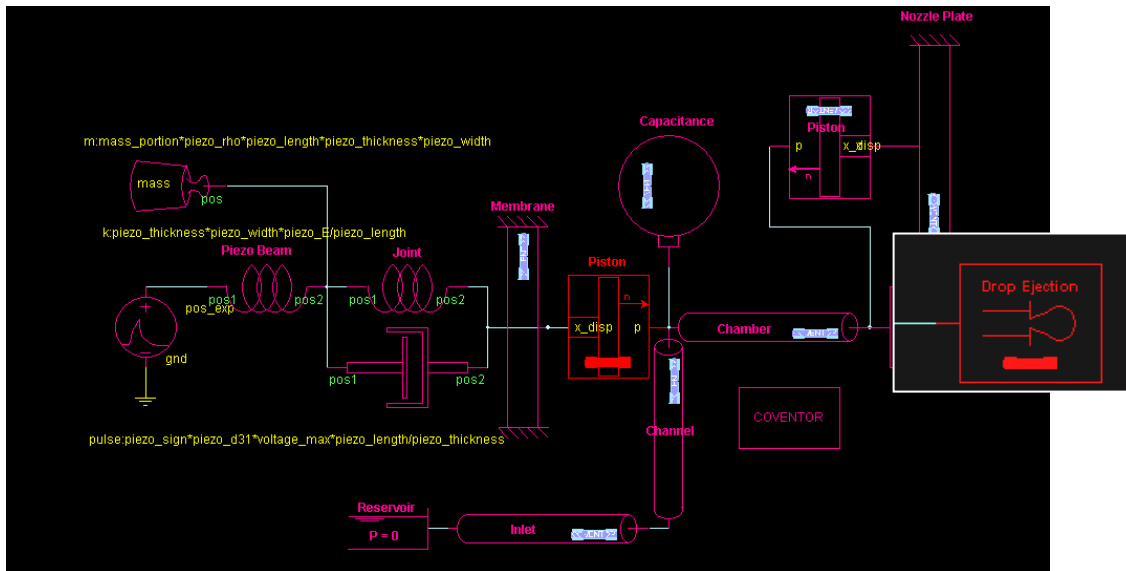 Nozzle Plate
Capacitance
Piston
p
x_disp
n
m:mass_portion*piezo_rho*piezo_length*piezo_thickness*piezo_width
mass
pos
Membrane
k:piezo_thickness*piezo_width*piezo_E/piezo_length
Piezo Beam
Joint
pos1
pos2
pos1
pos2
pos_exp
gnd
pos1
pos2
Piston
n
x_disp
p
Chamber
Drop Ejection
COVENTOR
Channel
pulse:piezo_sign*piezo_d31*voltage_max*piezo_length/piezo_thickness
Reservoir
P = 0
Inlet